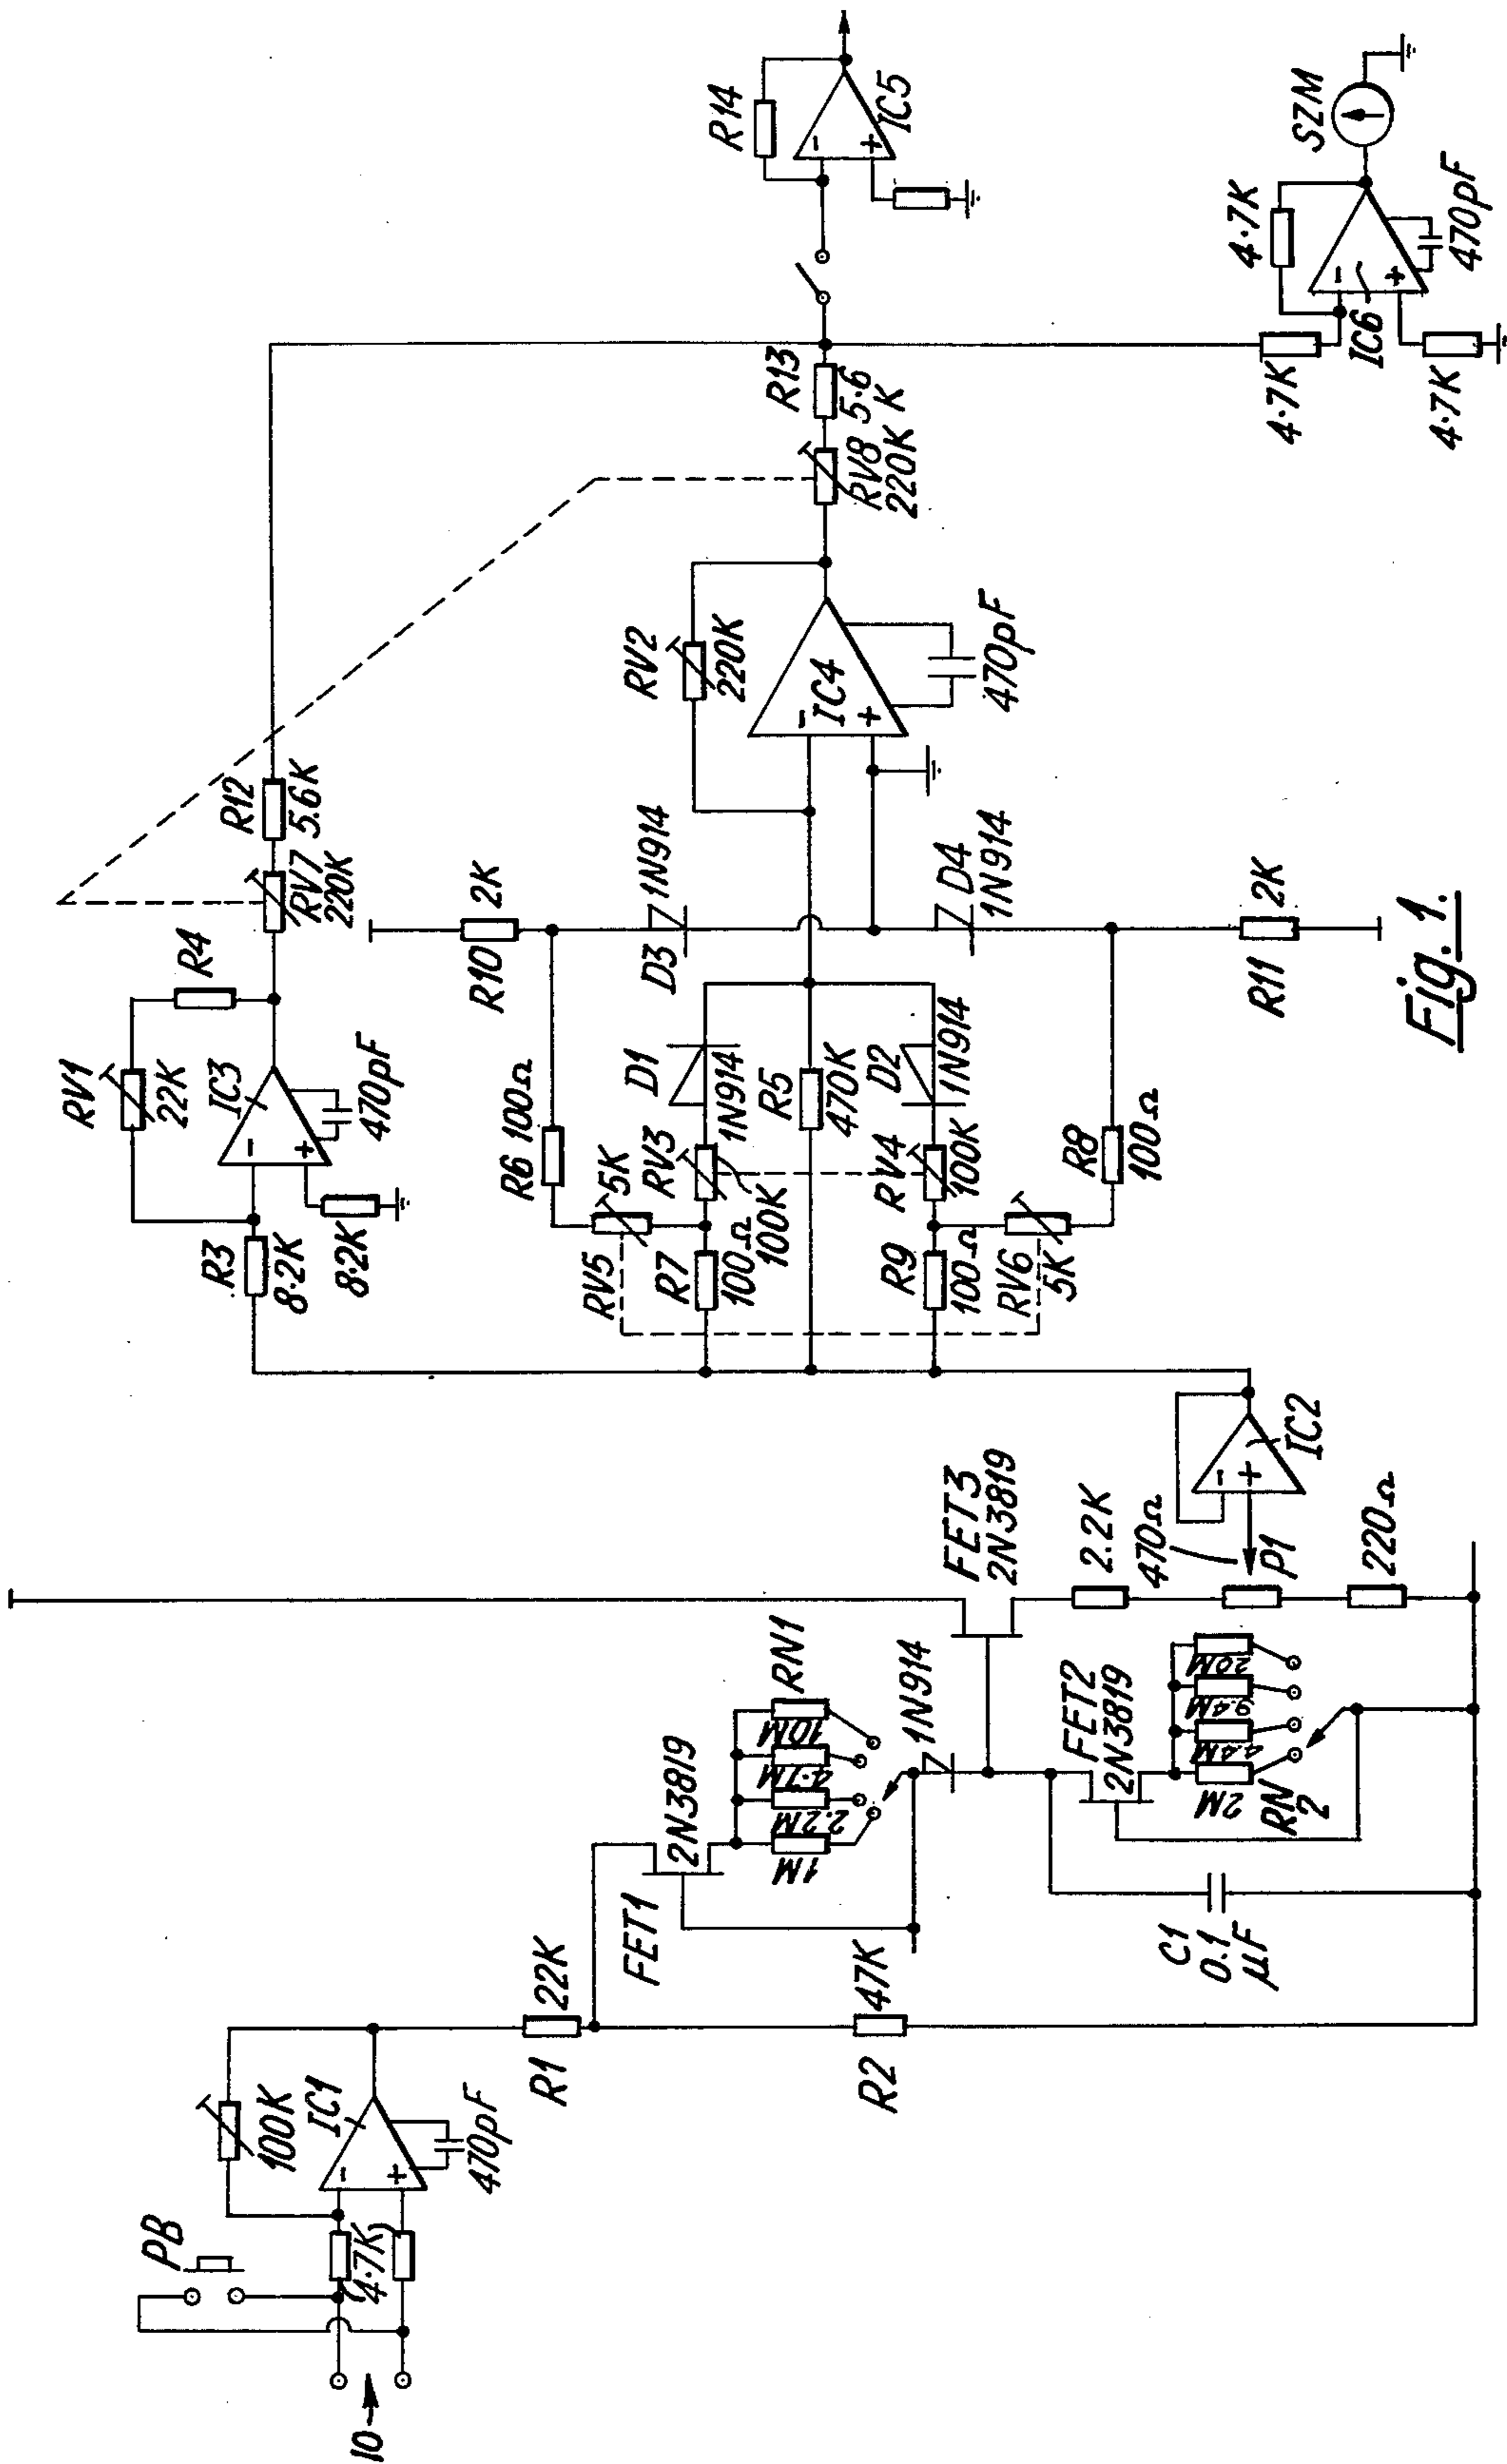 10
PB
(4.7K)
100K
IC1
-
+
470pF
R1
22K
R2
47K
FET1
2N3819
1M
2.2M
4.7M
10M
RN1
1N914
C1
0.1
µF
FET2
2N3819
2M
4.4M
9.4M
20M
RN
2
FET3
2N3819
2.2K
470Ω
P1
220Ω
-
+
IC2
R3
8.2K
8.2K
RV1
22K
R4
IC3
-
+
470pF
R6 100Ω
RV5
5K
RV3
100K
R7
100Ω
D1
1N914
R5
470K
D2
1N914
RV4
100K
R9
100Ω
RV6
5K
R8
100Ω
R10
2K
D3
1N914
D4
1N914
R11
2K
RV2
220K
-
IC4
+
470pF
RV7
220K
R12
5.6K
RV8
220K
R13
5.6
K
R14
-
+
IC5
4.7K
4.7K
4.7K
-
+
IC6
470pF
SZM
Fig. 1.